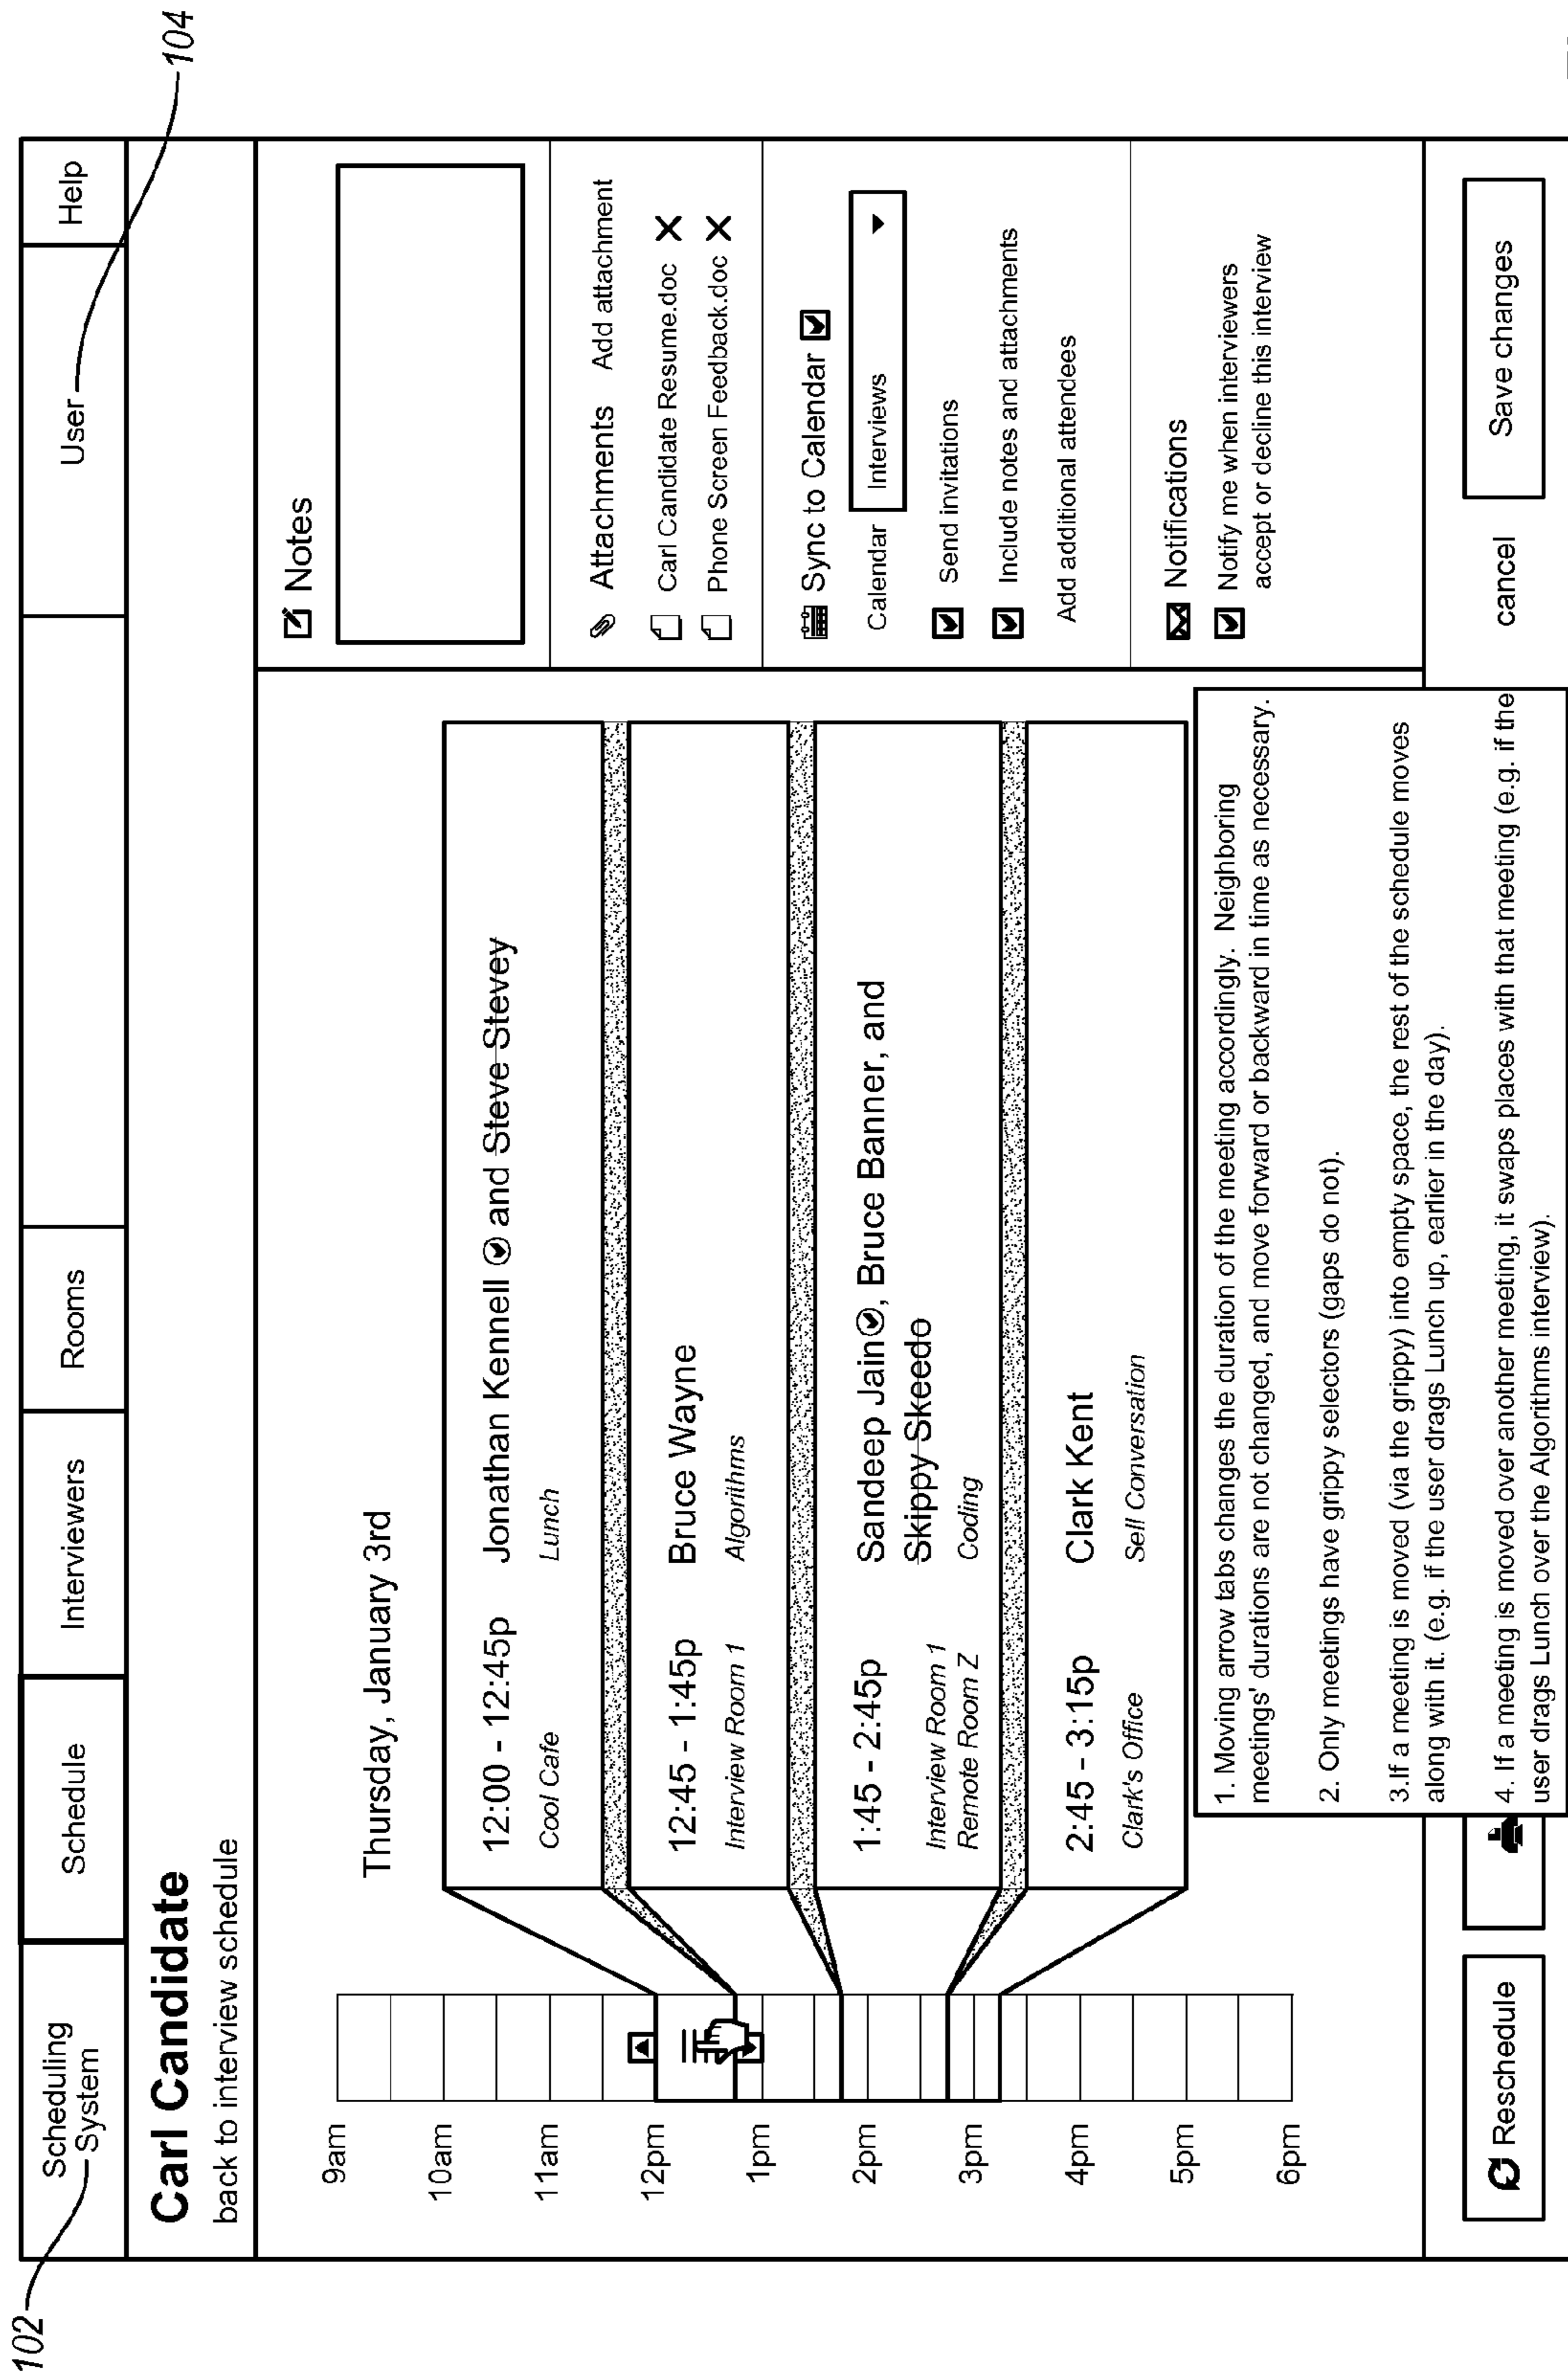 102
104
Scheduling
System
Schedule
Interviewers
Rooms
User
Help
Carl Candidate
back to interview schedule
9am
10am
11am
12pm
1pm
2pm
3pm
4pm
5pm
6pm
Thursday, January 3rd
12:00 - 12:45p Jonathan Kennell and Steve Stevey
Cool Cafe Lunch
12:45 - 1:45p Bruce Wayne
Interview Room 1 Algorithms
1:45 - 2:45p Sandeep Jain, Bruce Banner, and
Skippy Skeedo
Interview Room 1 Coding
Remote Room Z
2:45 - 3:15p Clark Kent
Clark's Office Sell Conversation
Notes
Attachments Add attachment
Carl Candidate Resume.doc X
Phone Screen Feedback.doc X
Sync to Calendar
Calendar Interviews
Send invitations
Include notes and attachments
Add additional attendees
Notifications
Notify me when interviewers
accept or decline this interview
1. Moving arrow tabs changes the duration of the meeting accordingly. Neighboring
meetings' durations are not changed, and move forward or backward in time as necessary.
2. Only meetings have grippy selectors (gaps do not).
3.If a meeting is moved (via the grippy) into empty space, the rest of the schedule moves
along with it. (e.g. if the user drags Lunch up, earlier in the day).
4. If a meeting is moved over another meeting, it swaps places with that meeting (e.g. if the
user drags Lunch over the Algorithms interview).
Reschedule
cancel
Save changes